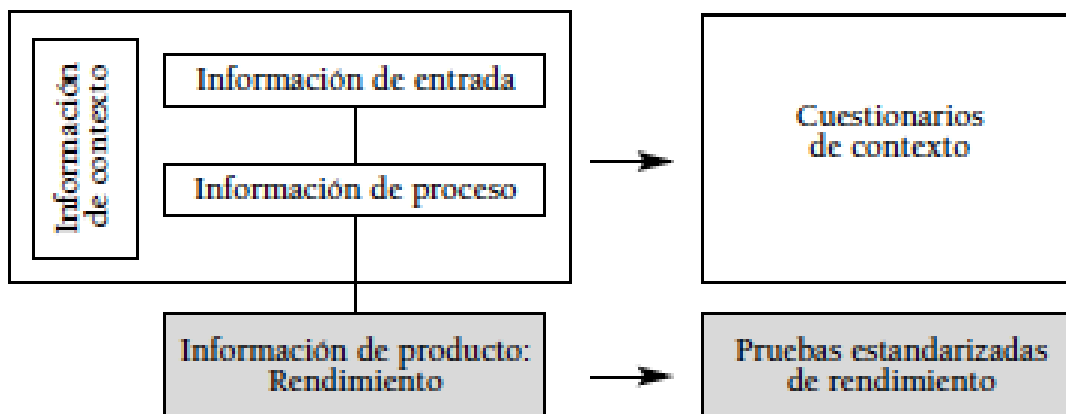 Información
de contexto
Información de entrada
Información de proceso
Cuestionarios
de contexto
Información de producto:
Rendimiento
Pruebas estandarizadas
de rendimiento